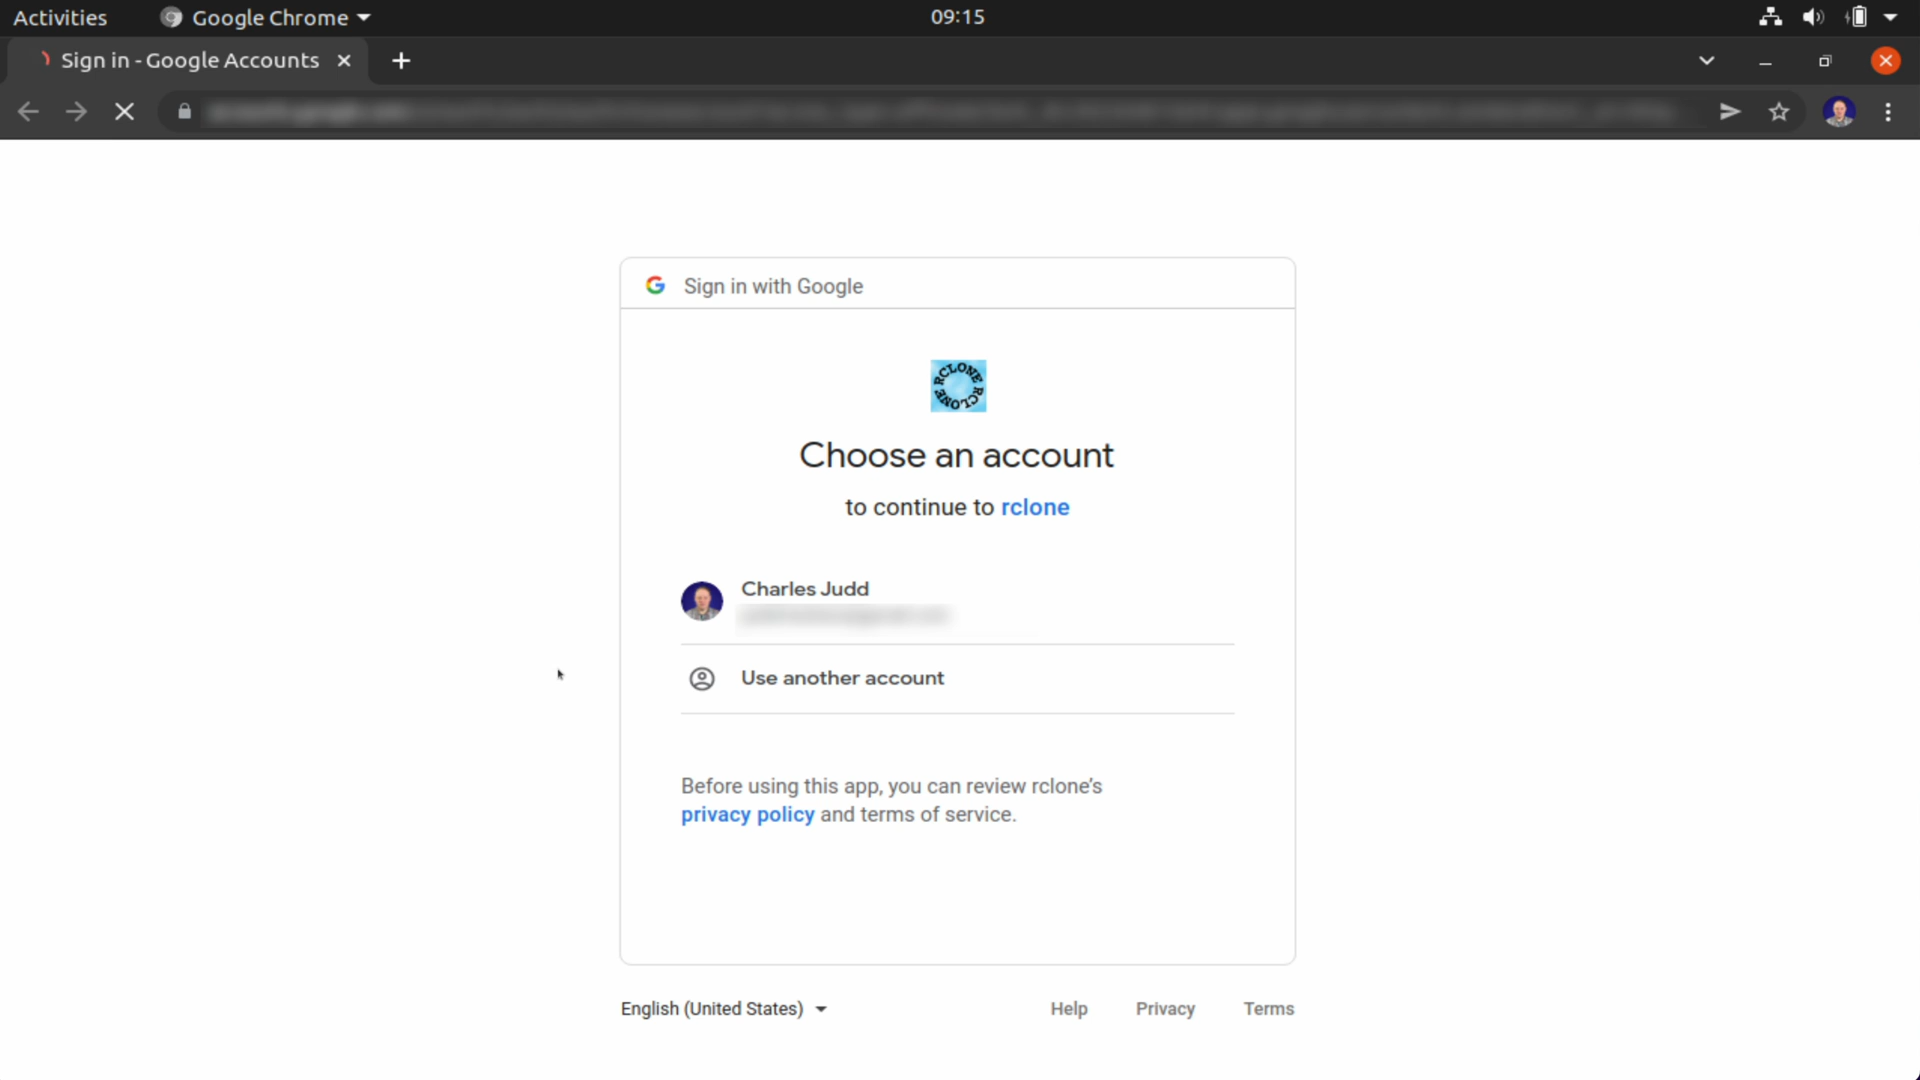 Activities
Google Chrome
09:15
Sign in - Google Accounts
Sign in with Google
RCLONE RCLONE
Choose an account
to continue to rclone
Charles Judd
Use another account
Before using this app, you can review rclone's
privacy policy and terms of service.
English (United States)
Help
Privacy
Terms